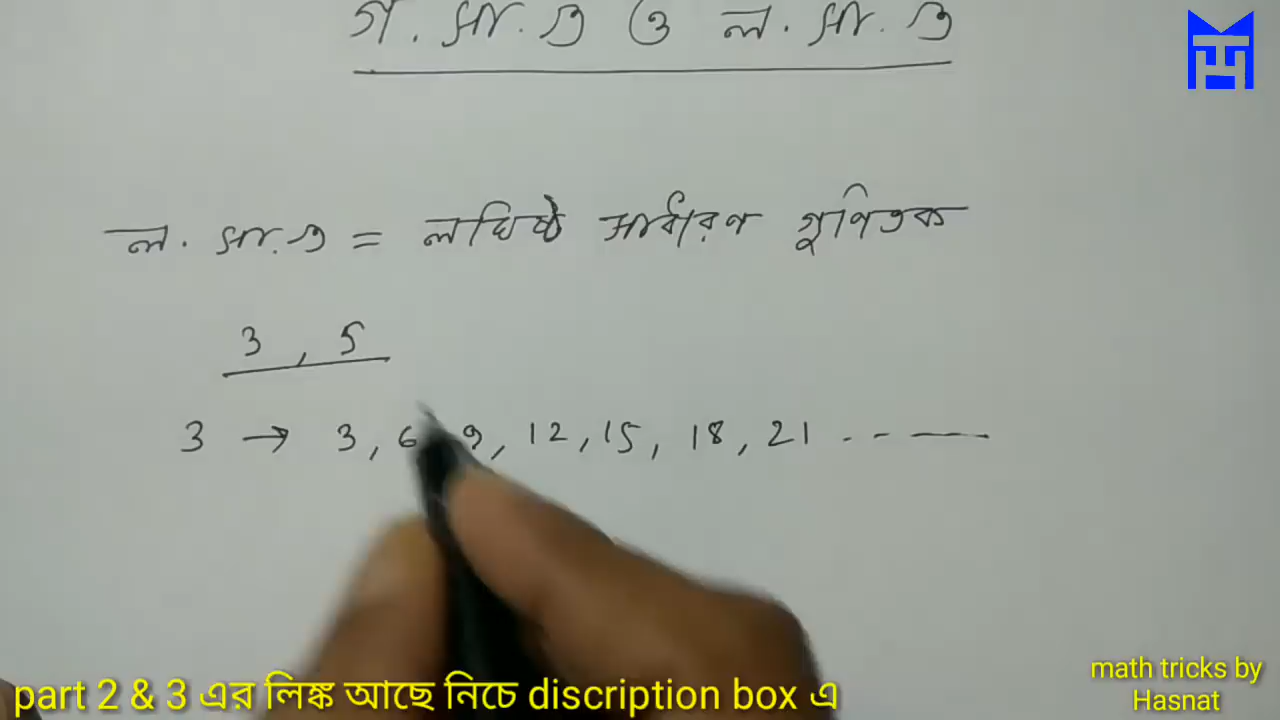 গ. সা. গু ও ল. সা. গু
ল. সা. গু = লঘিষ্ঠ সাধারণ গুণিতক
3 , 5
3 → 3, 6, 9, 12, 15, 18, 21 ..---
part 2 & 3 এর লিঙ্ক আছে নিচে discription box এ
math tricks by
Hasnat